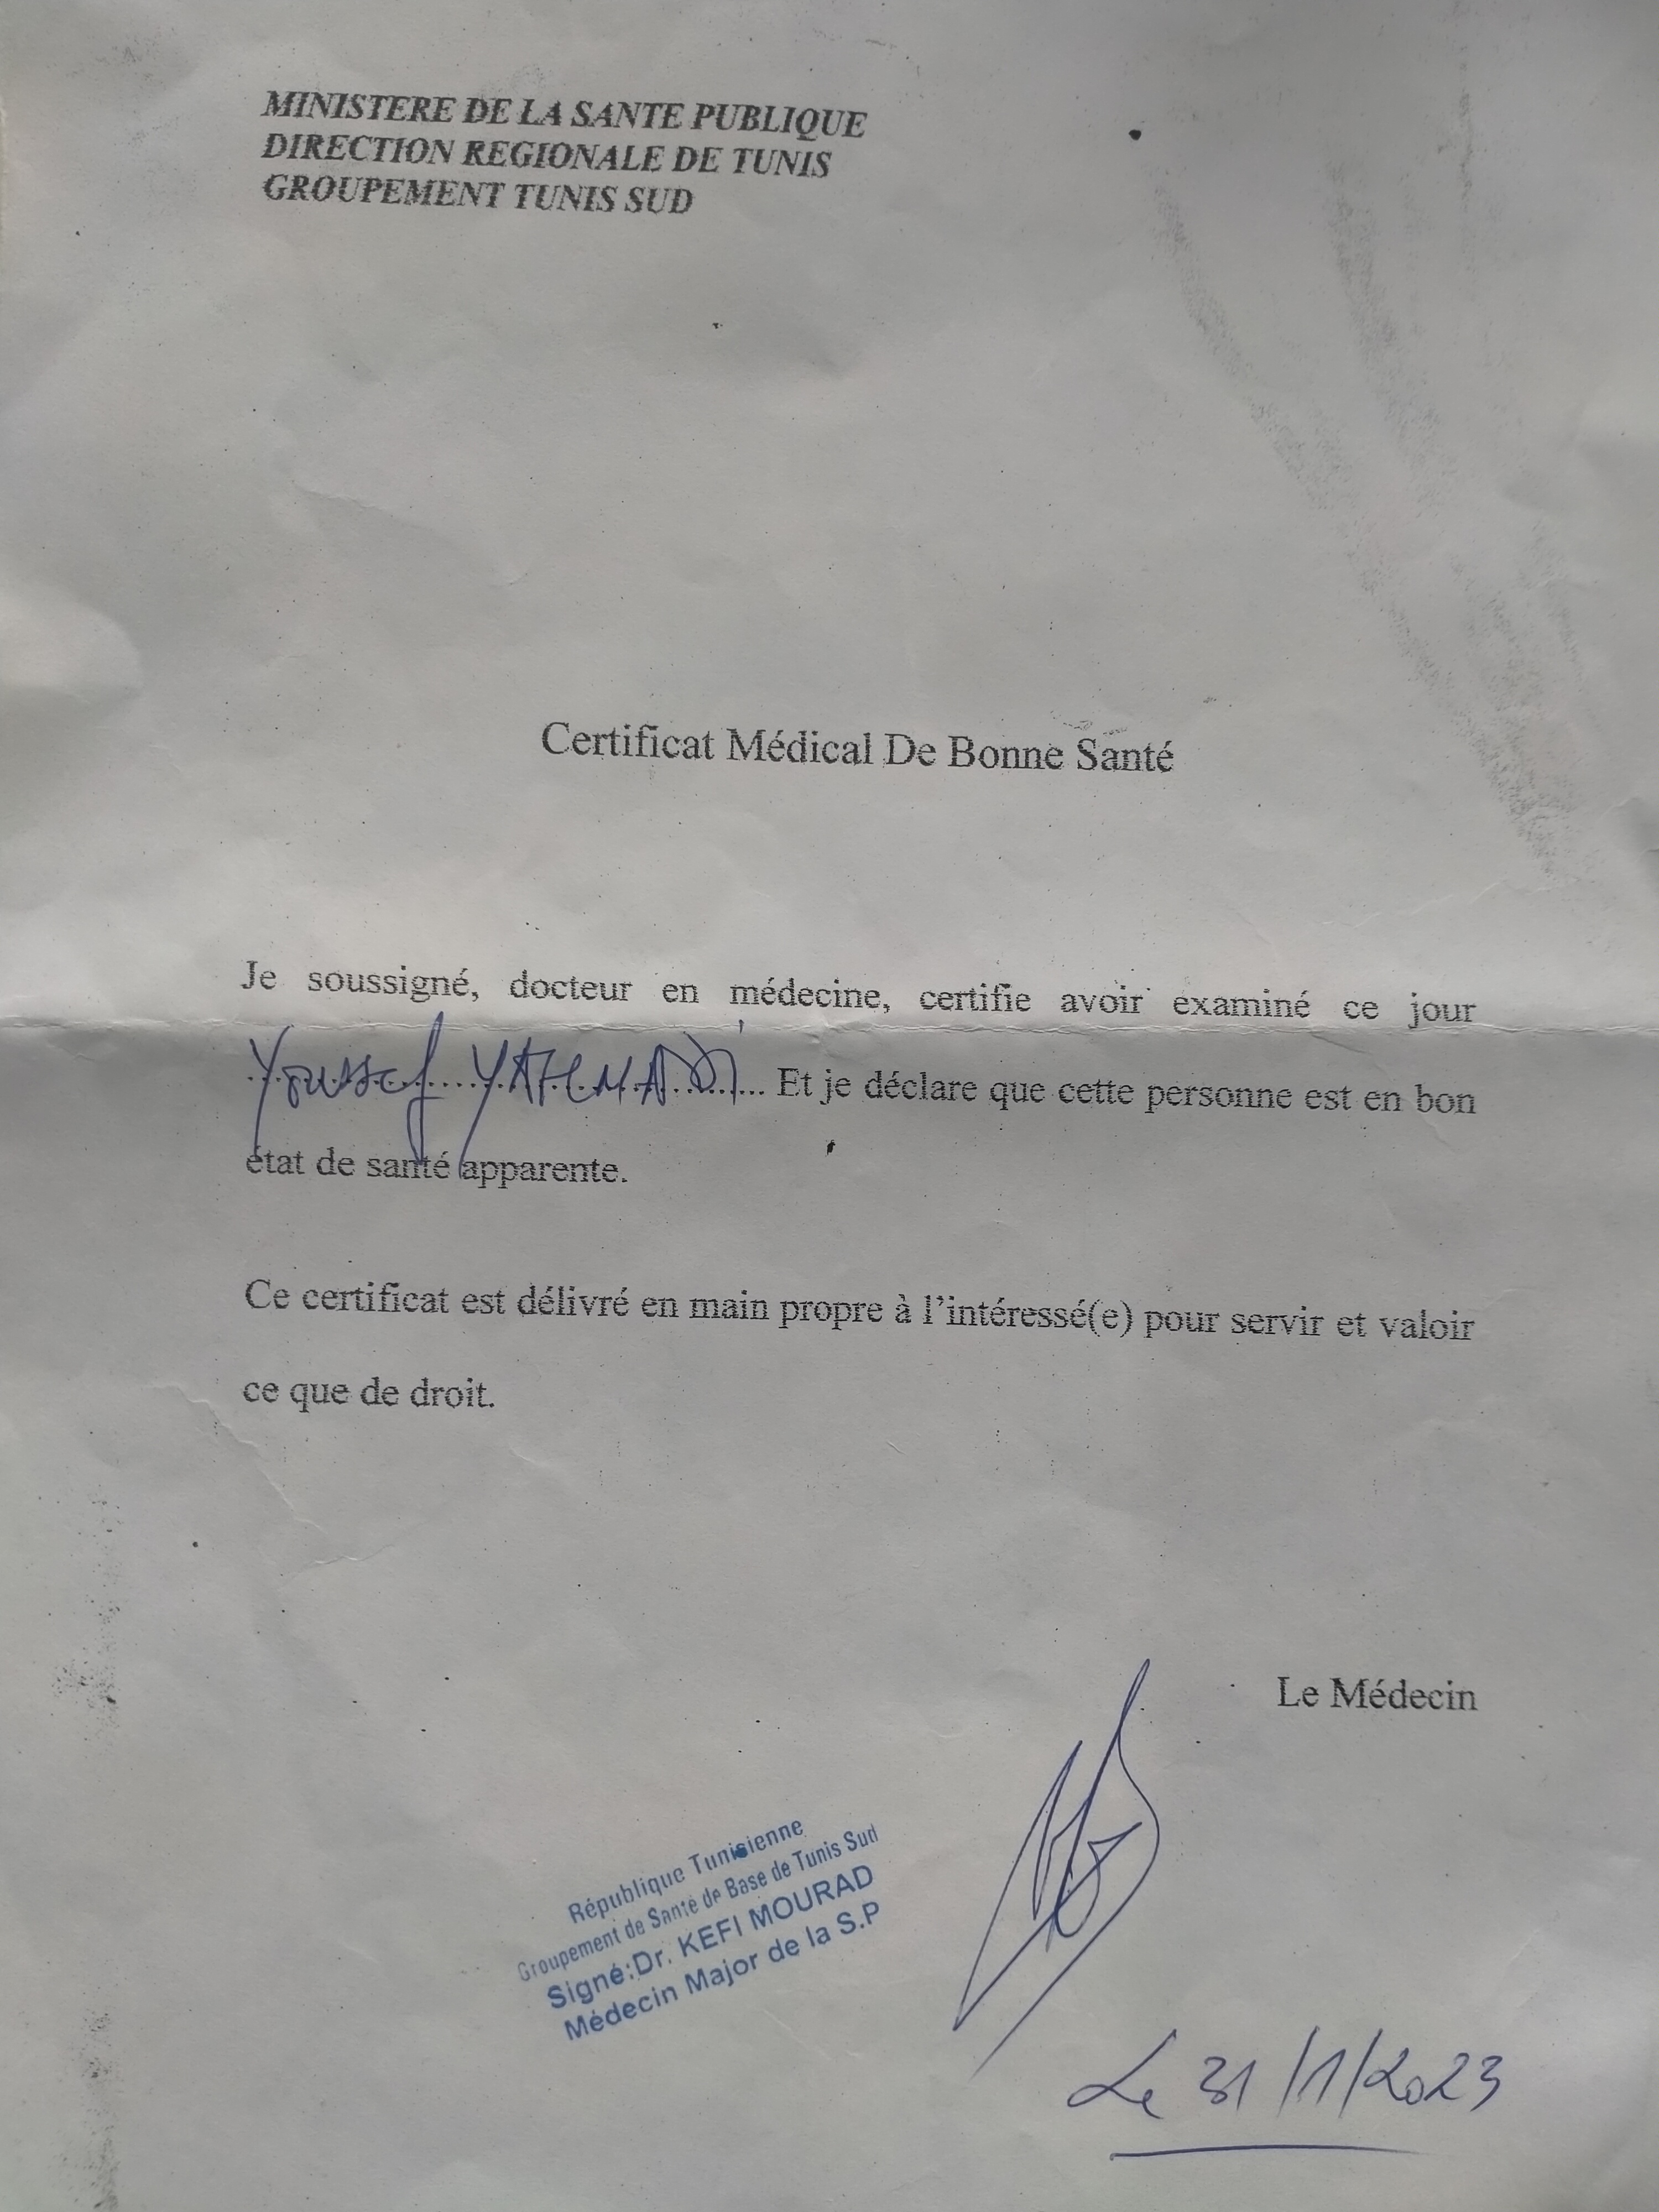 MINISTERE DE LA SANTE PUBLIQUE
DIRECTION REGIONALE DE TUNIS
GROUPEMENT TUNIS SUD
Certificat Médical De Bonne Santé
Je soussigné, docteur en médecine, certifie avoir examiné ce jour
Youssef ......... Et je déclare que cette personne est en bon
état de santé apparente.
Ce certificat est délivré en main propre à l'intéressé(e) pour servir et valoir
ce que de droit.
Le Médecin
République Tunisienne
Groupement de Santé de Base de Tunis Sud
Signé:Dr. KEFI MOURAD
Médecin Major de la S.P
Le 31/1/2023